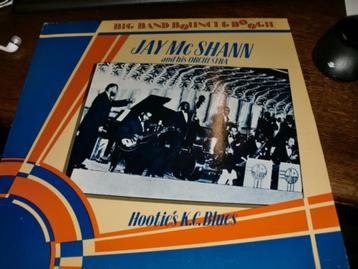 BIG BAND BOUNCE & BOOGIE
JAY McSHANN
and his ORCHESTRA
Hootie's K.C. Blues